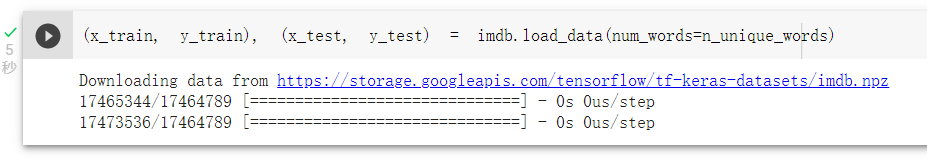 (x_train, y_train), (x_test, y_test) = imdb.load_data(num_words=n_unique_words)
5
秒
Downloading data from https://storage.googleapis.com/tensorflow/tf-keras-datasets/imdb.npz
17465344/17464789 [==============================] - 0s 0us/step
17473536/17464789 [==============================] - 0s 0us/step